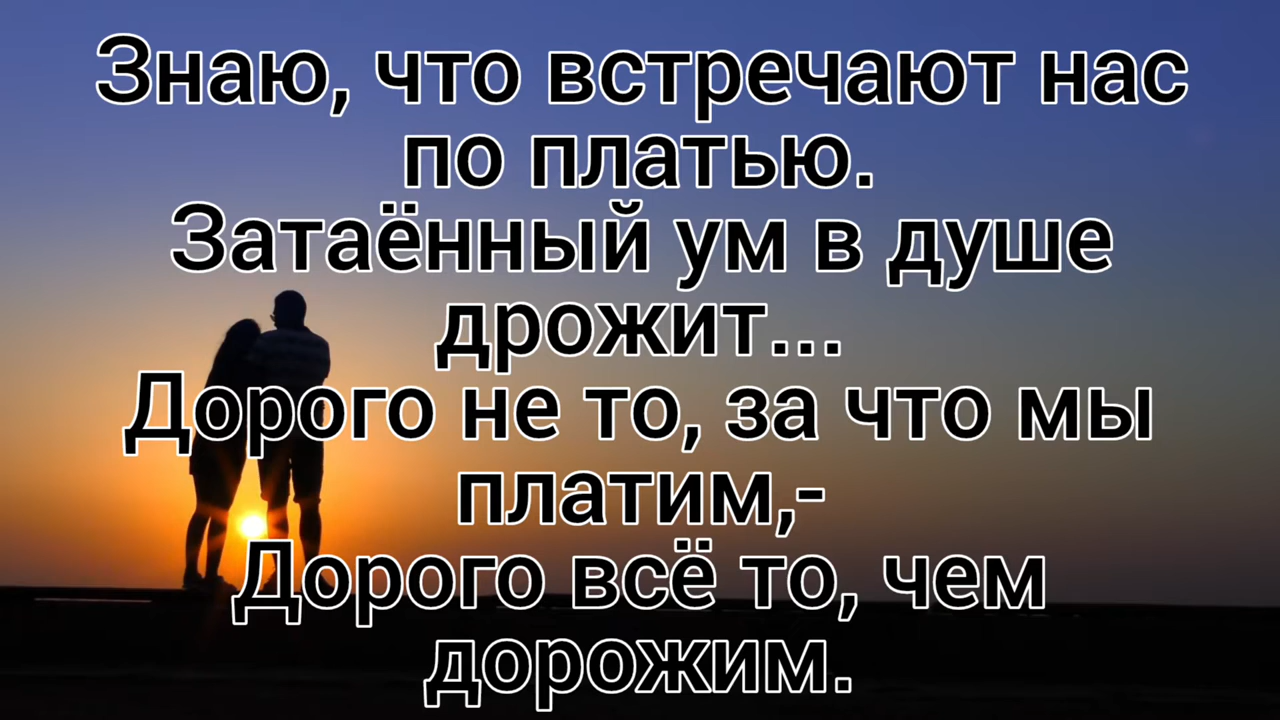 Знаю, что встречают нас
по платью.
Затаённый ум в душе
дрожит...
Дорого не то, за что мы
платим,-
Дорого всё то, чем
дорожим.